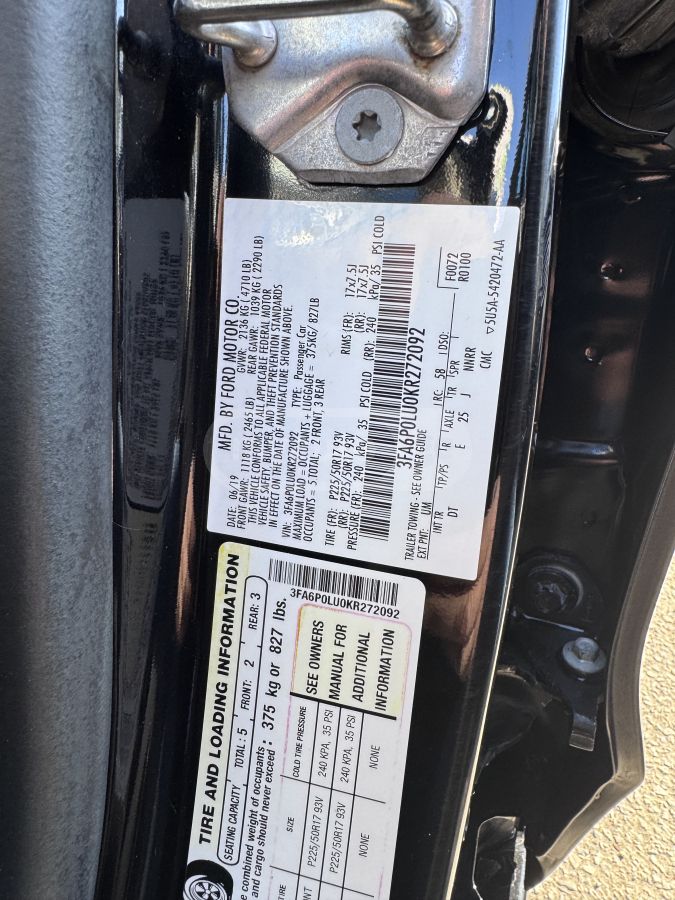 MFD. BY FORD MOTOR CO.
DATE: 06/19 GVWR: 2136 KG ( 4710 LB)
FRONT GAWR: 1118 KG ( 2465 LB) REAR GAWR: 1039 KG ( 2290 LB)
THIS VEHICLE CONFORMS TO ALL APPLICABLE FEDERAL MOTOR
VEHICLE SAFETY, BUMPER, AND THEFT PREVENTION STANDARDS
IN EFFECT ON THE DATE OF MANUFACTURE SHOWN ABOVE.
VIN: 3FA6P0LU0KR272092 TYPE: Passenger Car
MAXIMUM LOAD = OCCUPANTS + LUGGAGE = 375KG/ 827LB
OCCUPANTS = 5 TOTAL; 2 FRONT, 3 REAR
TIRE (FR): P225/50R17 93V RIMS (FR): 17x7.5J
(RR): P225/50R17 93V (RR): 17x7.5J
PRESSURE (FR): 240 kPa/ 35 PSI COLD (RR): 240 kPa/ 35 PSI COLD
3FA6P0LU0KR272092
TRAILER TOWING - SEE OWNER GUIDE
EXT PNT: UM RC: 58 DSO: F0072
R0100
INT TR TP/PS R AXLE TR SPR
DT E 25 J NHRR
CMC ▽5U5A-5420472-AA
3FA6P0LU0KR272092
TIRE AND LOADING INFORMATION
SEATING CAPACITY TOTAL: 5 FRONT: 2 REAR: 3
e combined weight of occupants
and cargo should never exceed : 375 kg or 827 lbs.
TIRE SIZE COLD TIRE PRESSURE
NT P225/50R17 93V 240 KPA, 35 PSI
P225/50R17 93V 240 KPA, 35 PSI
NONE NONE
SEE OWNERS
MANUAL FOR
ADDITIONAL
INFORMATION